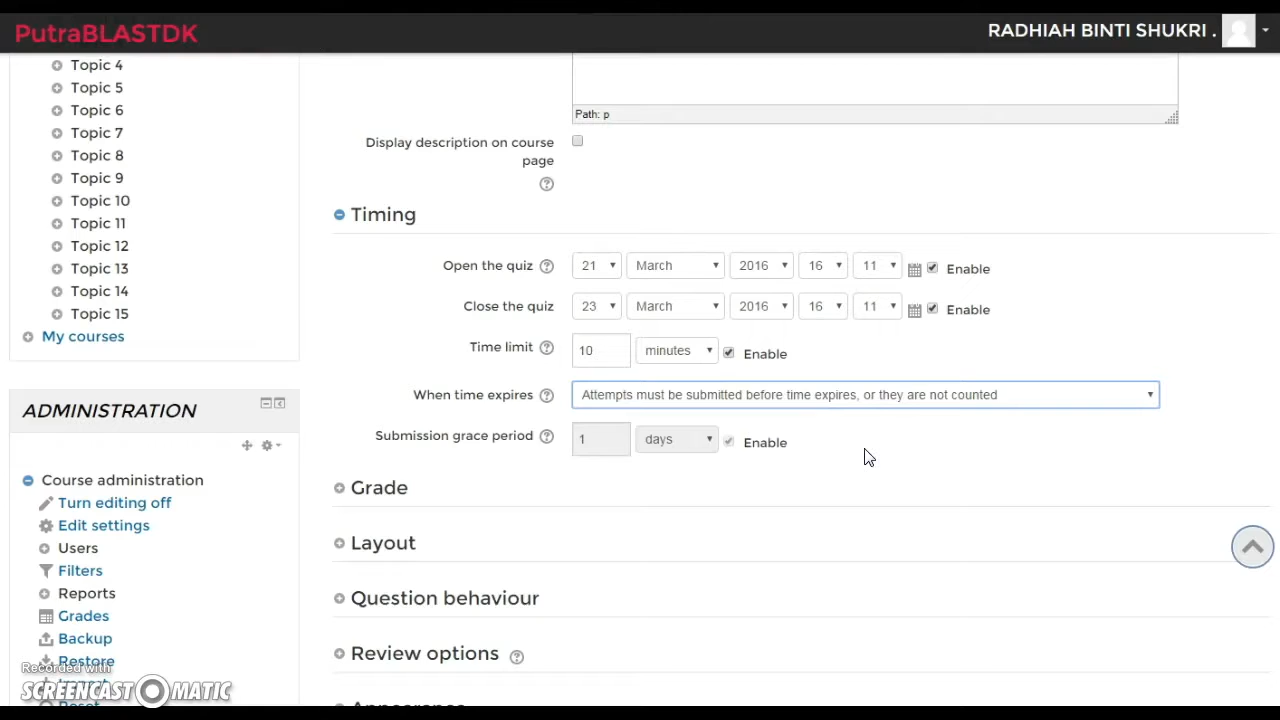 PutraBLASTDK
RADHIAH BINTI SHUKRI .
Topic 4
Topic 5
Topic 6
Topic 7
Topic 8
Topic 9
Topic 10
Topic 11
Topic 12
Topic 13
Topic 14
Topic 15
My courses
ADMINISTRATION
Course administration
Turn editing off
Edit settings
Users
Filters
Reports
Grades
Backup
Restore
Recorded with
SCREENCAST MATIC
Reset
Path: p
Display description on course
page
Timing
Open the quiz 21 March 2016 16 11 Enable
Close the quiz 23 March 2016 16 11 Enable
Time limit 10 minutes Enable
When time expires Attempts must be submitted before time expires, or they are not counted
Submission grace period 1 days Enable
Grade
Layout
Question behaviour
Review options
Appearance